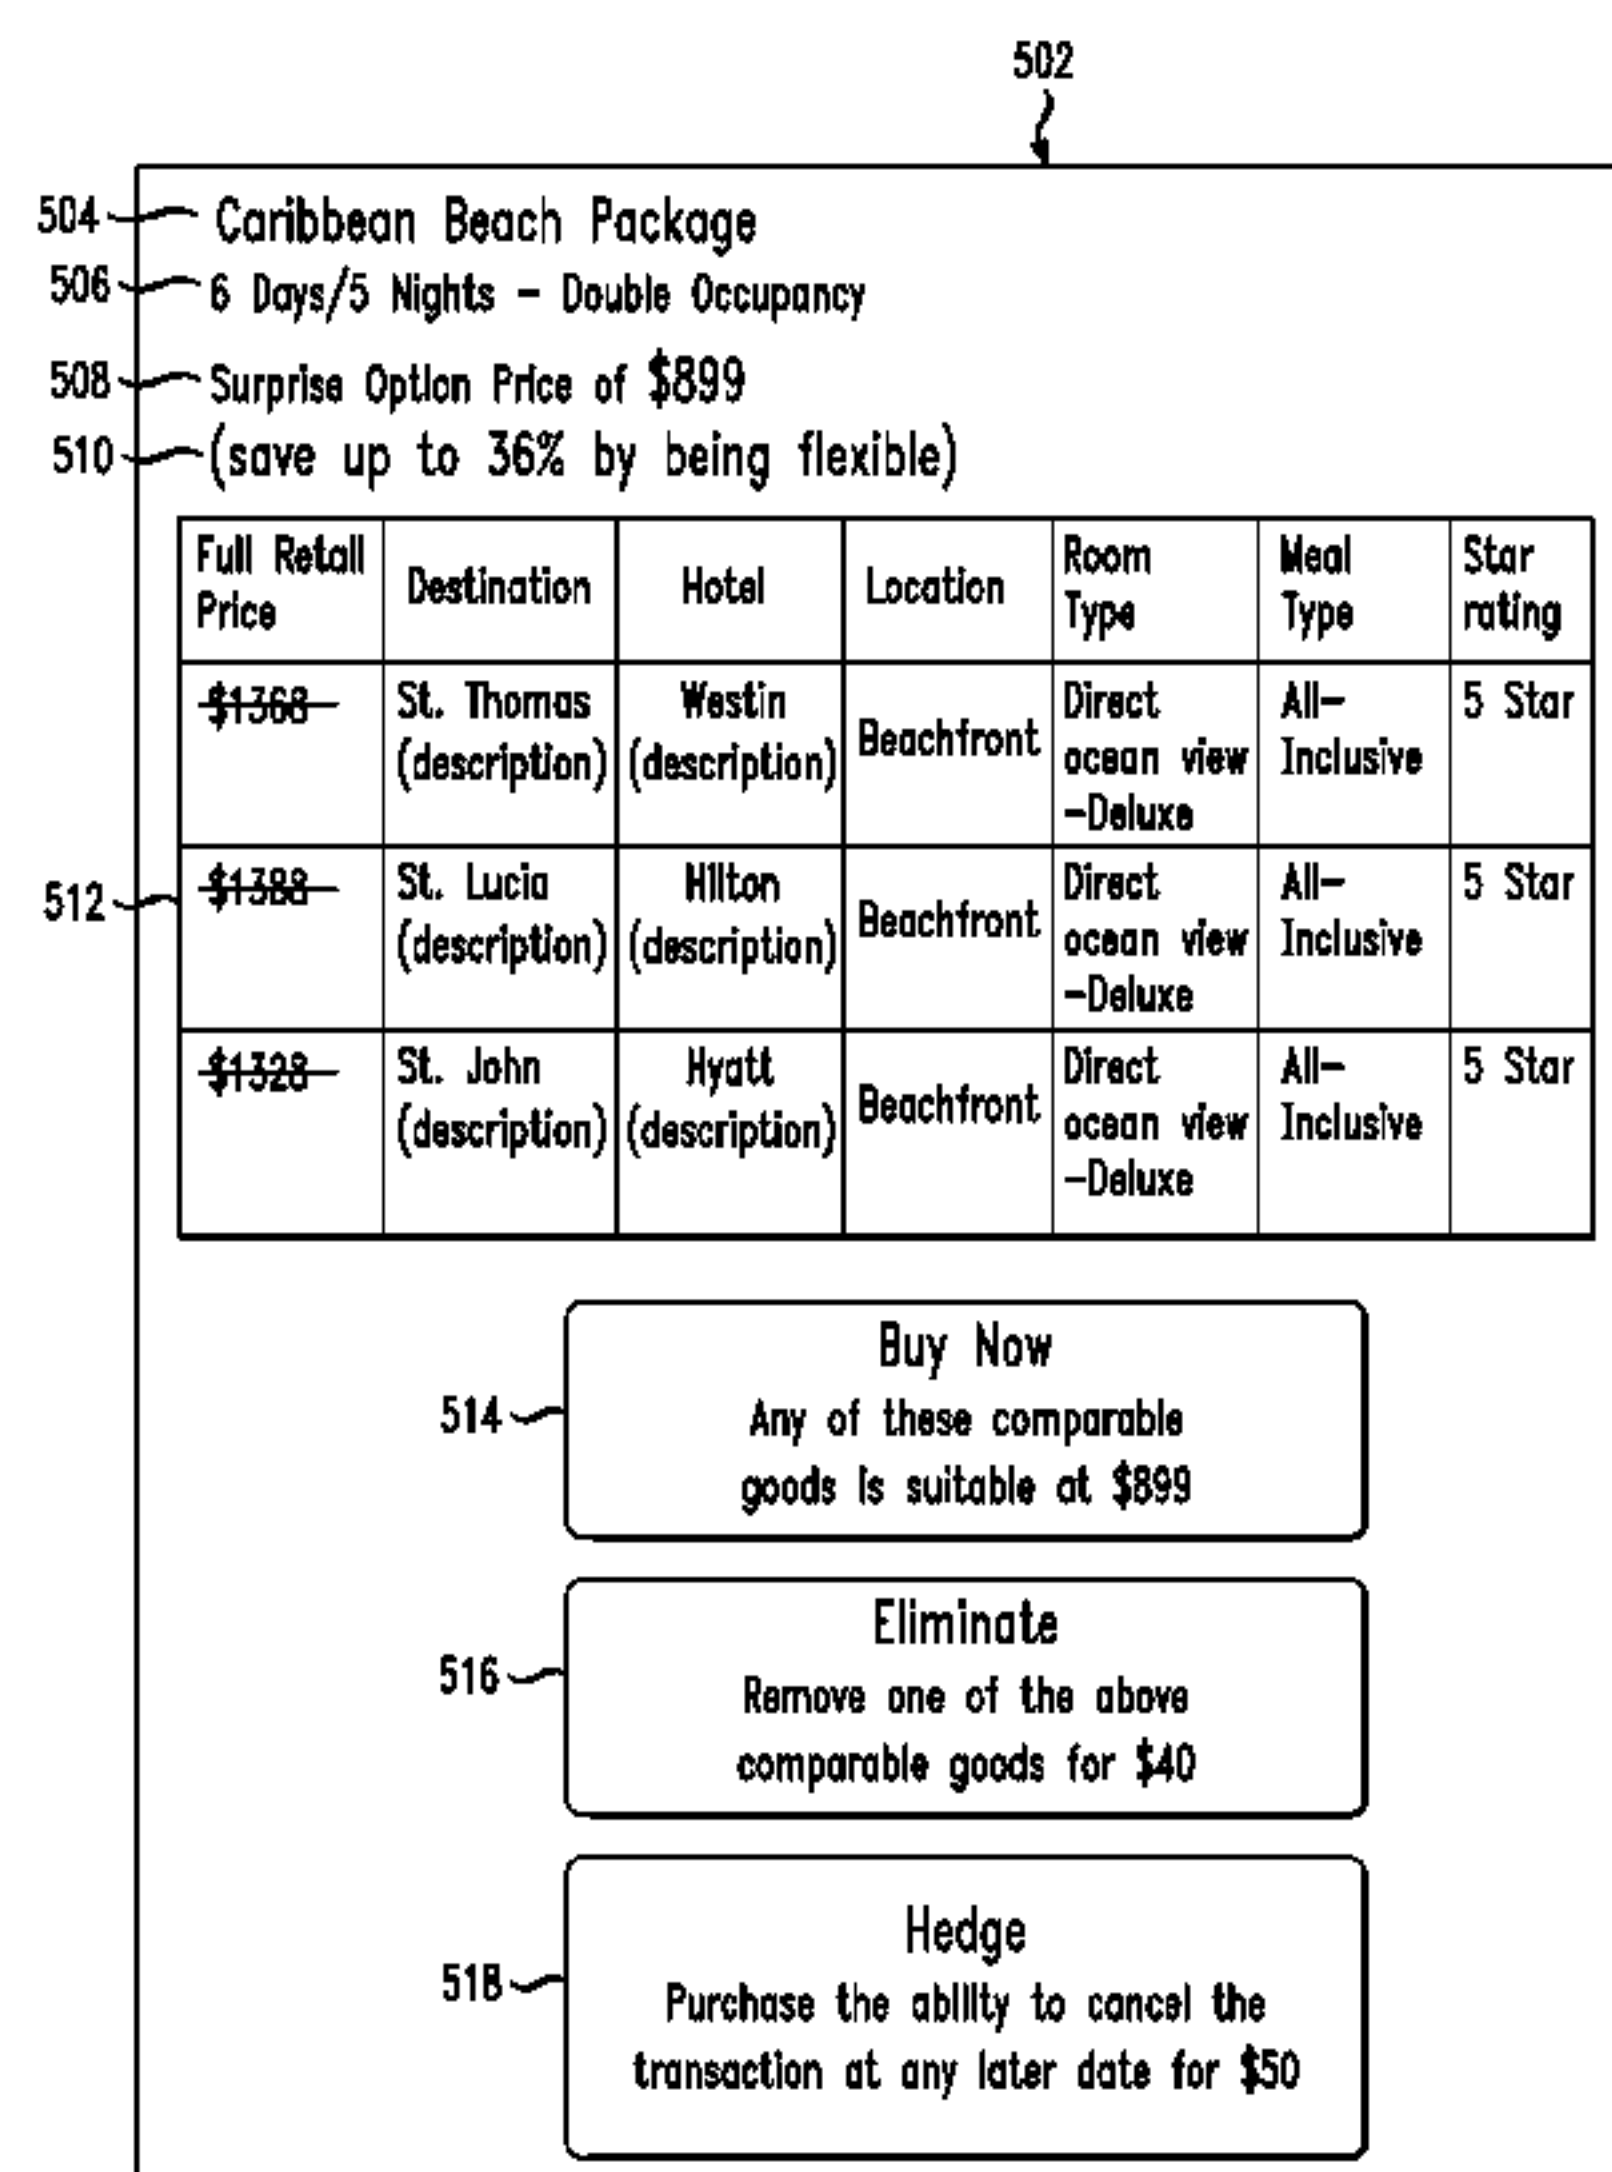 502
504 Caribbean Beach Package
506 6 Days/5 Nights - Double Occupancy
508 Surprise Option Price of $899
510 (save up to 36% by being flexible)
Full Retail Price Destination Hotel Location Room Type Meal Type Star rating
$1368 St. Thomas (description) Westin (description) Beachfront Direct ocean view -Deluxe All-Inclusive 5 Star
512 $1388 St. Lucia (description) Hilton (description) Beachfront Direct ocean view -Deluxe All-Inclusive 5 Star
$1328 St. John (description) Hyatt (description) Beachfront Direct ocean view -Deluxe All-Inclusive 5 Star
Buy Now
514 Any of these comparable
goods is suitable at $899
Eliminate
516 Remove one of the above
comparable goods for $40
Hedge
518 Purchase the ability to cancel the
transaction at any later date for $50